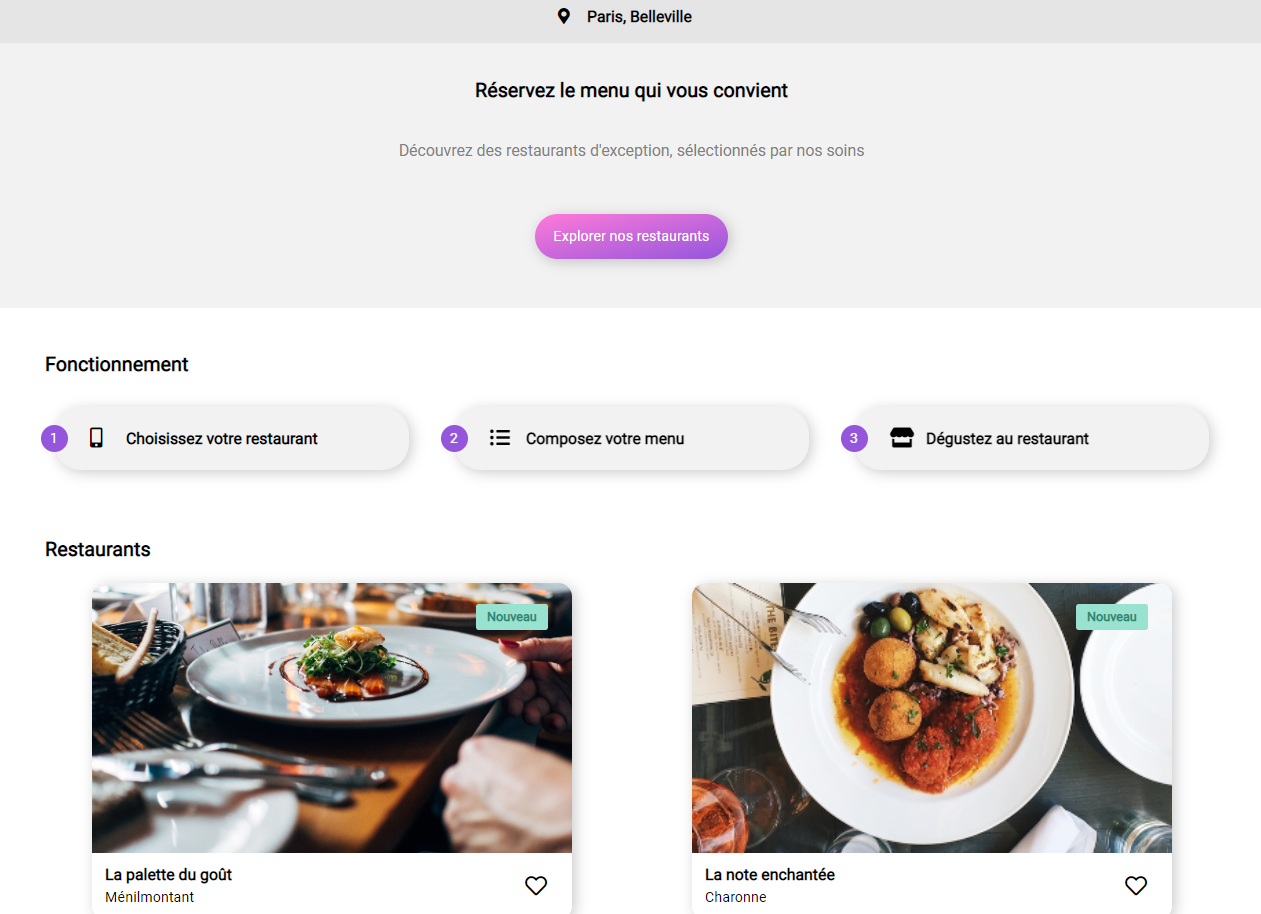 Paris, Belleville
Réservez le menu qui vous convient
Découvrez des restaurants d'exception, sélectionnés par nos soins
Explorer nos restaurants
Fonctionnement
1 Choisissez votre restaurant
2 Composez votre menu
3 Dégustez au restaurant
Restaurants
Nouveau
La palette du goût
Ménilmontant
Nouveau
La note enchantée
Charonne